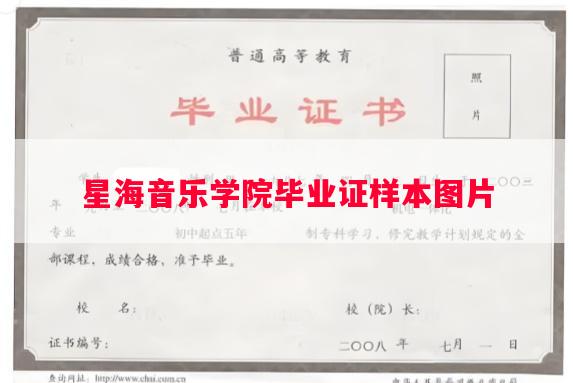 普通高等教育
照
片
毕业证书
星海音乐学院毕业证样本图片
二〇〇三
年
专业 初中起点五年 制专科学习，修完教学计划规定的全
部课程，成绩合格，准予毕业。
校 名： 校（院）长：
证书编号： 二〇〇八 年 七月 一 日
查询网址：http://www.chsi.com.cn